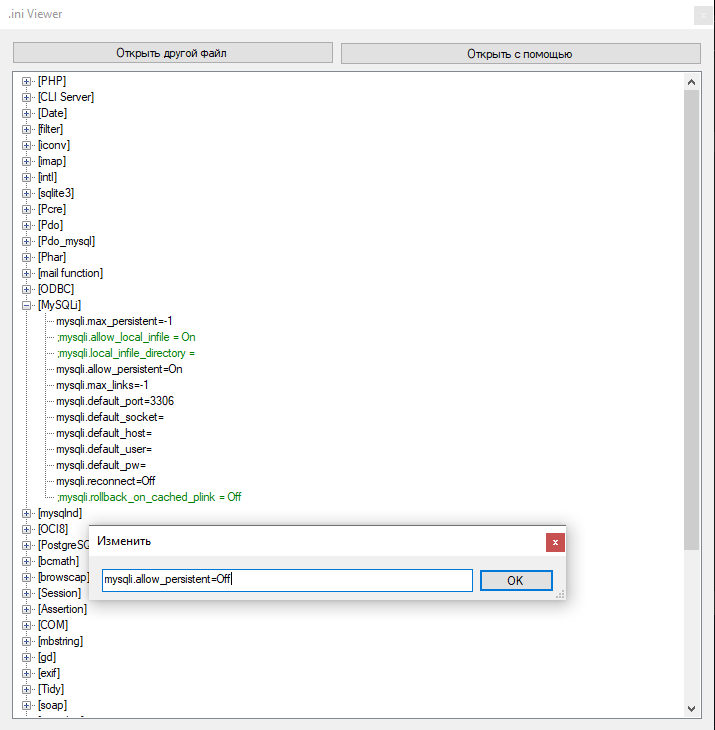 .ini Viewer
x
Открыть другой файл
Открыть с помощью
[PHP]
[CLI Server]
[Date]
[filter]
[iconv]
[imap]
[intl]
[sqlite3]
[Pcre]
[Pdo]
[Pdo_mysql]
[Phar]
[mail function]
[ODBC]
[MySQLi]
mysqli.max_persistent=-1
;mysqli.allow_local_infile = On
;mysqli.local_infile_directory =
mysqli.allow_persistent=On
mysqli.max_links=-1
mysqli.default_port=3306
mysqli.default_socket=
mysqli.default_host=
mysqli.default_user=
mysqli.default_pw=
mysqli.reconnect=Off
;mysqli.rollback_on_cached_plink = Off
[mysqlnd]
[OCI8]
[PostgreSQ
[bcmath]
[browscap]
[Session]
[Assertion]
[COM]
[mbstring]
[gd]
[exif]
[Tidy]
[soap]
Изменить
x
mysqli.allow_persistent=Off
OK